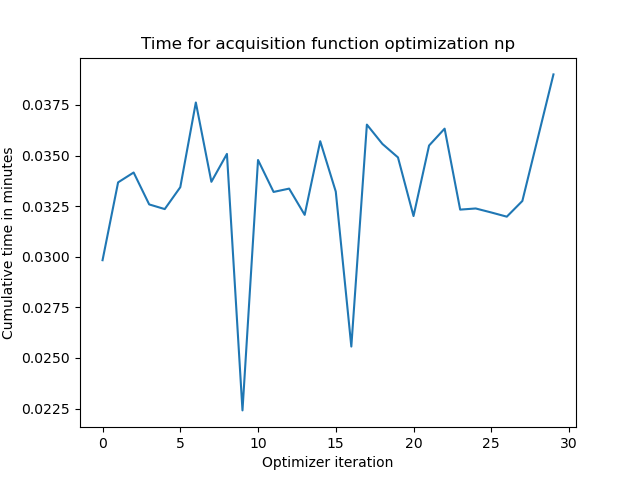 Time for acquisition function optimization np
Cumulative time in minutes
0.0375
0.0350
0.0325
0.0300
0.0275
0.0250
0.0225
0 5 10 15 20 25 30
Optimizer iteration